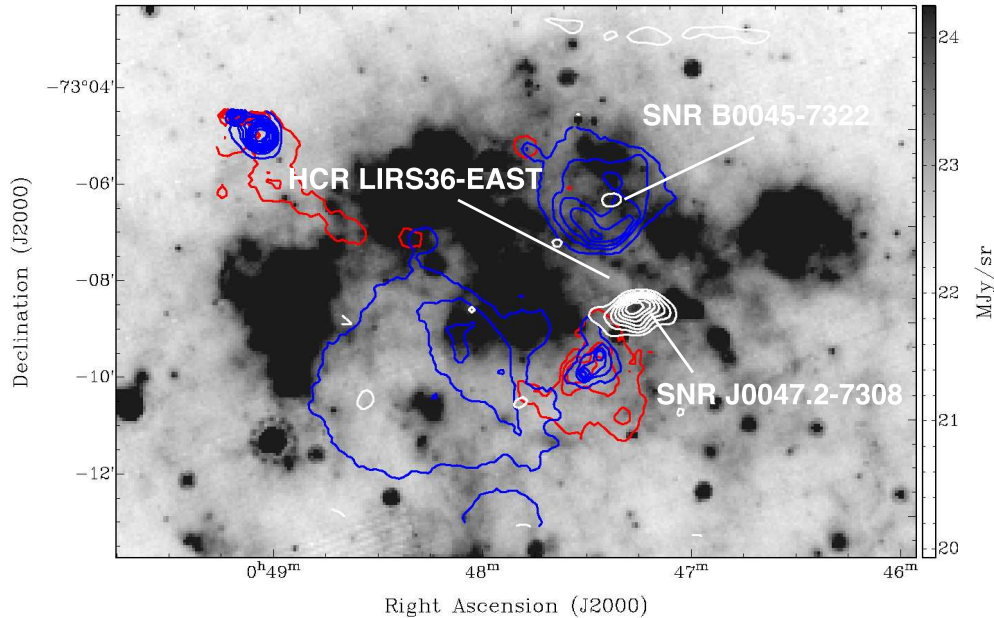 24
−73°04'
SNR B0045-7322
23
−06'
HCR LIRS36-EAST
Declination (J2000)
−08'
22
MJy/sr
−10'
SNR J0047.2-7308
21
−12'
20
0ʰ49ᵐ
48ᵐ
47ᵐ
46ᵐ
Right Ascension (J2000)